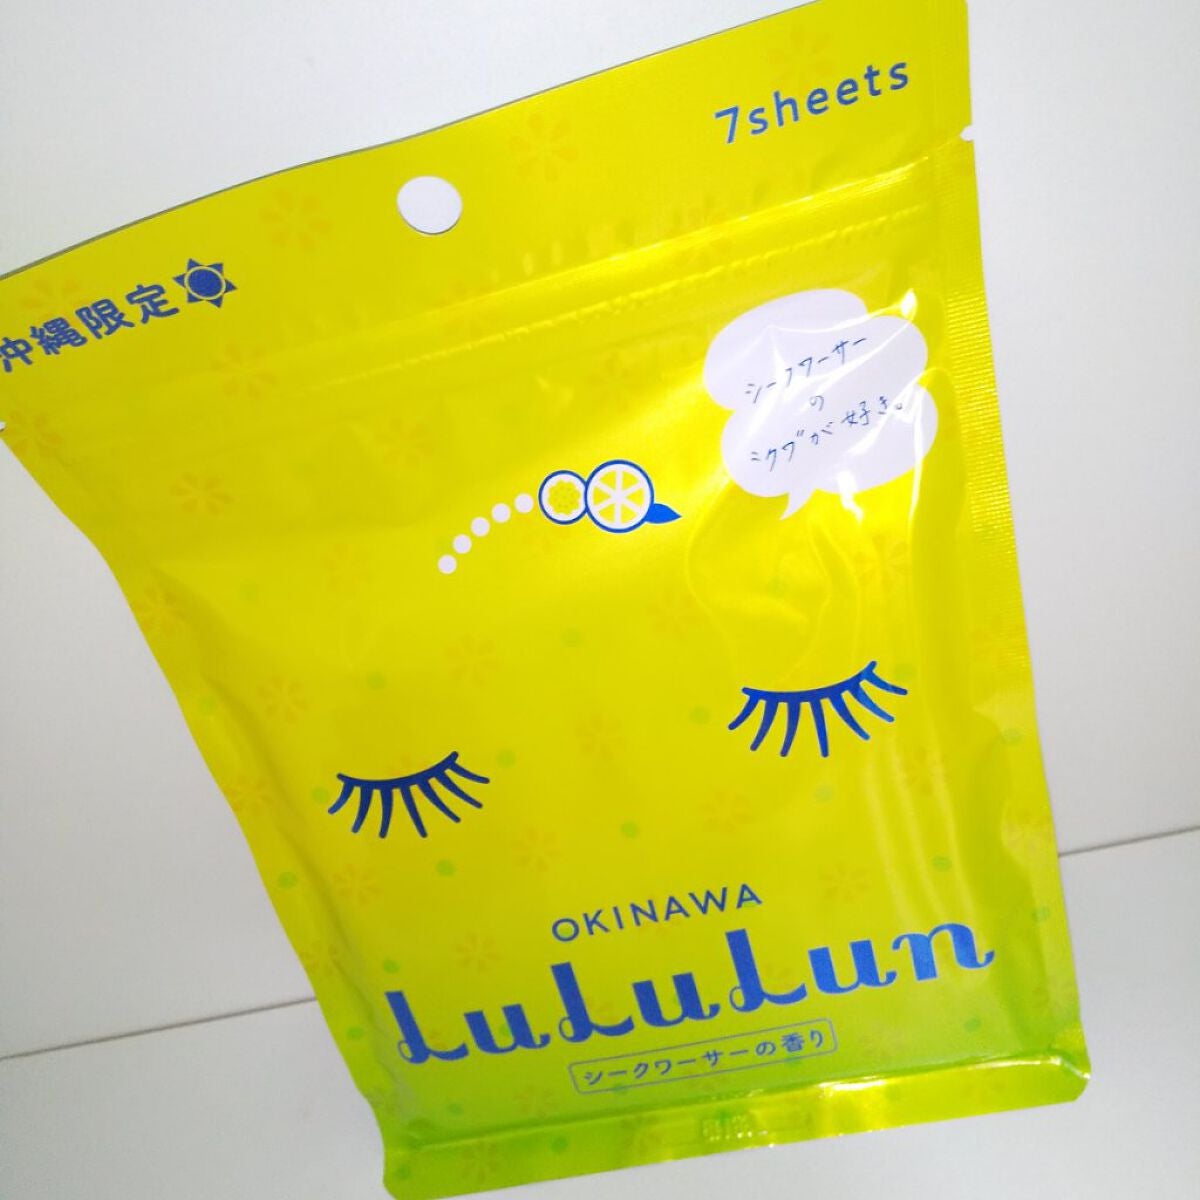 7sheets
沖縄限定
シークワーサー
の
ミクブが好き。
OKINAWA
LuLuLun
シークワーサーの香り